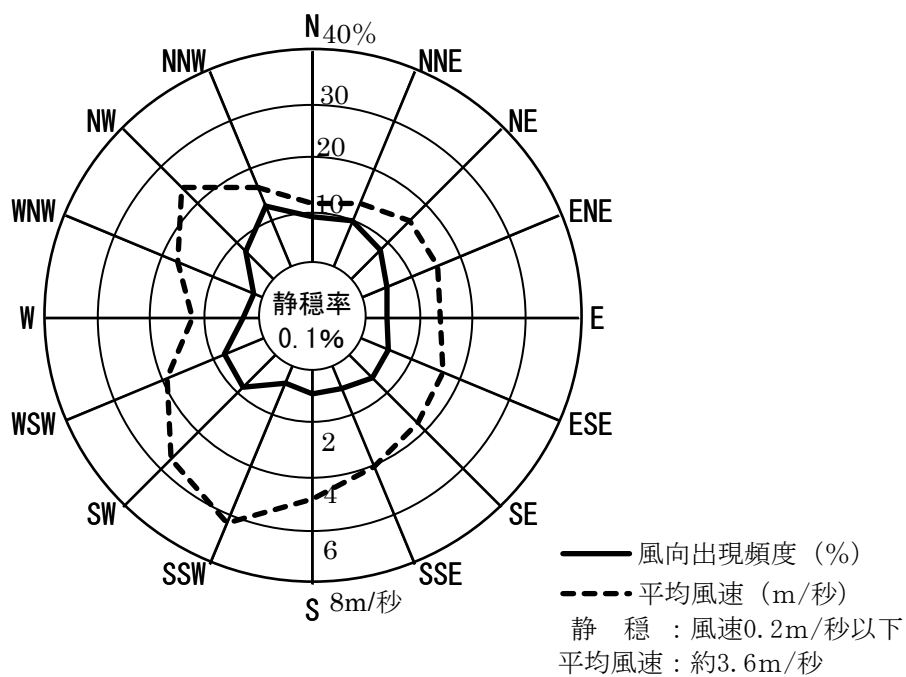 N 40%
NNW
NNE
30
NW
NE
20
WNW
ENE
10
静穏率
0.1%
W
E
WSW
ESE
2
4
SW
SE
6
SSW
SSE
S 8m/秒
風向出現頻度 (%)
平均風速 (m/秒)
静 穏 : 風速0.2m/秒以下
平均風速 : 約3.6m/秒